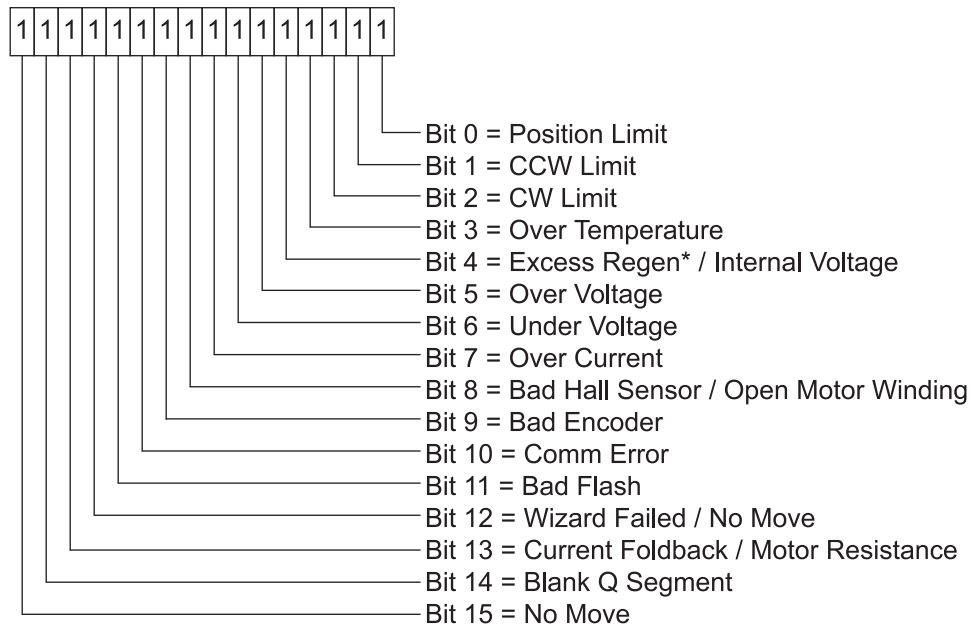 1 1 1 1 1 1 1 1 1 1 1 1 1 1 1 1
Bit 0 = Position Limit
Bit 1 = CCW Limit
Bit 2 = CW Limit
Bit 3 = Over Temperature
Bit 4 = Excess Regen* / Internal Voltage
Bit 5 = Over Voltage
Bit 6 = Under Voltage
Bit 7 = Over Current
Bit 8 = Bad Hall Sensor / Open Motor Winding
Bit 9 = Bad Encoder
Bit 10 = Comm Error
Bit 11 = Bad Flash
Bit 12 = Wizard Failed / No Move
Bit 13 = Current Foldback / Motor Resistance
Bit 14 = Blank Q Segment
Bit 15 = No Move